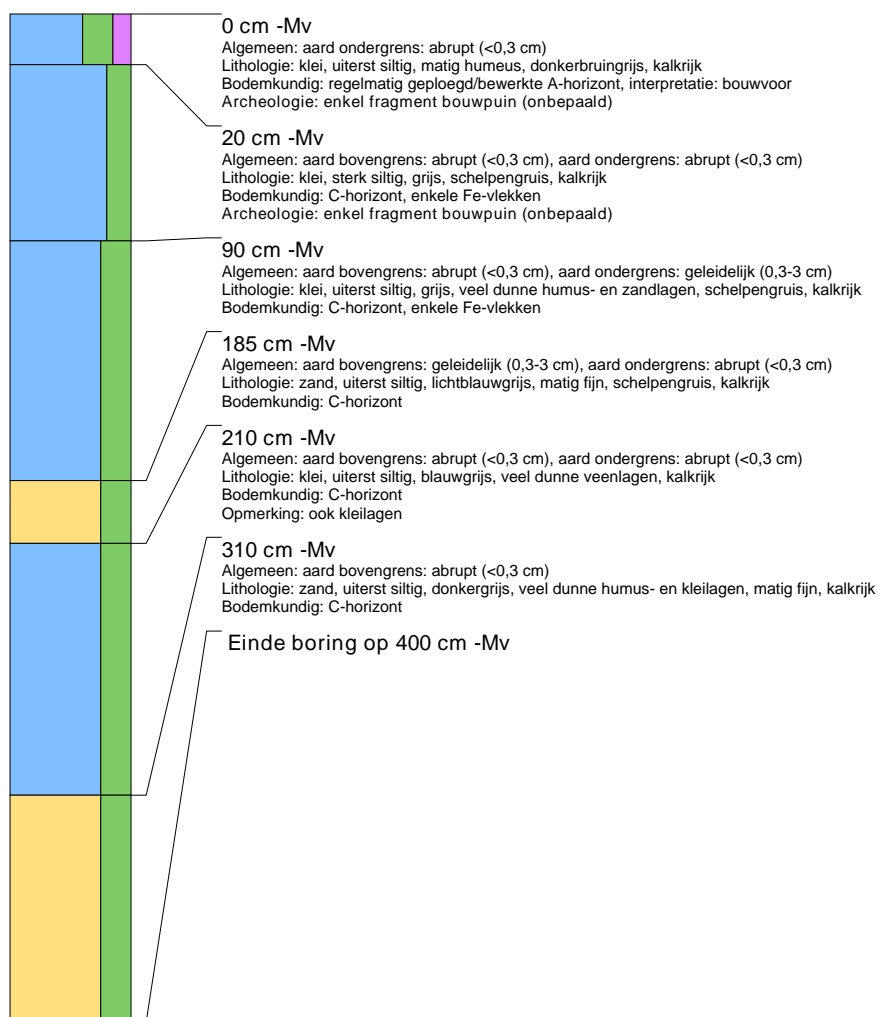 0 cm -Mv
Algemeen: aard ondergrens: abrupt (<0,3 cm)
Lithologie: klei, uiterst siltig, matig humeus, donkerbruingrijs, kalkrijk
Bodemkundig: regelmatig geploegd/bewerkte A-horizont, interpretatie: bouwvoor
Archeologie: enkel fragment bouwpuin (onbepaald)
20 cm -Mv
Algemeen: aard bovengrens: abrupt (<0,3 cm), aard ondergrens: abrupt (<0,3 cm)
Lithologie: klei, sterk siltig, grijs, schelpengruis, kalkrijk
Bodemkundig: C-horizont, enkele Fe-vlekken
Archeologie: enkel fragment bouwpuin (onbepaald)
90 cm -Mv
Algemeen: aard bovengrens: abrupt (<0,3 cm), aard ondergrens: geleidelijk (0,3-3 cm)
Lithologie: klei, uiterst siltig, grijs, veel dunne humus- en zandlagen, schelpengruis, kalkrijk
Bodemkundig: C-horizont, enkele Fe-vlekken
185 cm -Mv
Algemeen: aard bovengrens: geleidelijk (0,3-3 cm), aard ondergrens: abrupt (<0,3 cm)
Lithologie: zand, uiterst siltig, lichtblauwgrijs, matig fijn, schelpengruis, kalkrijk
Bodemkundig: C-horizont
210 cm -Mv
Algemeen: aard bovengrens: abrupt (<0,3 cm), aard ondergrens: abrupt (<0,3 cm)
Lithologie: klei, uiterst siltig, blauwgrijs, veel dunne veenlagen, kalkrijk
Bodemkundig: C-horizont
Opmerking: ook kleilagen
310 cm -Mv
Algemeen: aard bovengrens: abrupt (<0,3 cm)
Lithologie: zand, uiterst siltig, donkergrijs, veel dunne humus- en kleilagen, matig fijn, kalkrijk
Bodemkundig: C-horizont
Einde boring op 400 cm -Mv